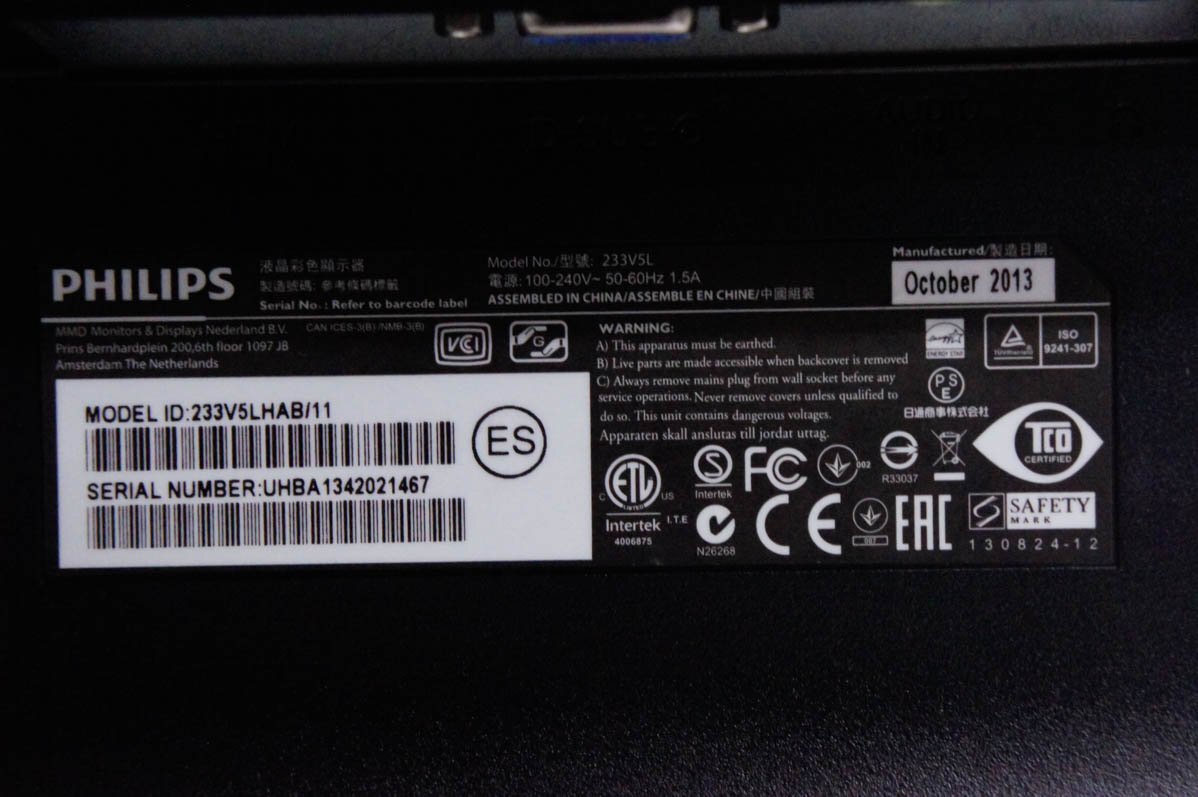 PHILIPS
液晶彩色顯示器
製造號碼: 參考條碼標籤
Serial No.: Refer to barcode label
Model No./型號: 233V5L
電源: 100-240V~ 50-60Hz 1.5A
ASSEMBLED IN CHINA/ASSEMBLE EN CHINE/中國組裝
Manufactured/製造日期:
October 2013
MMD Monitors & Displays Nederland B.V.
Prins Bernhardplein 200,6th floor 1097 JB
Amsterdam The Netherlands
CAN ICES-3(B) /NMB-3(B)
VCCI
G
MODEL ID:233V5LHAB/11
SERIAL NUMBER:UHBA1342021467
ES
WARNING:
A) This apparatus must be earthed.
B) Live parts are made accessible when backcover is removed
C) Always remove mains plug from wall socket before any
service operations. Never remove covers unless qualified to
do so. This unit contains dangerous voltages.
Apparaten skall anslutas till jordat uttag.
ENERGY STAR
TÜVRheinland
ISO
9241-307
PSE
日通商事株式会社
TCO
CERTIFIED
C ETL US
LISTED
Intertek
4006875
I.T.E
S
Intertek
FC
002
R33037
N26268
CE
007
EAC
SAFETY
MARK
130824-12